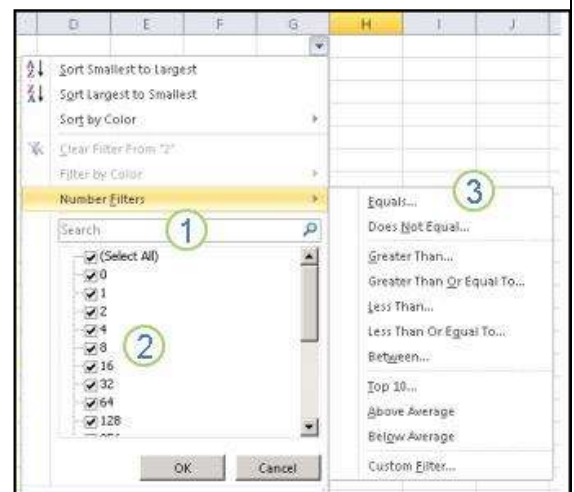 D E F G H I J
Sort Smallest to Largest
Sort Largest to Smallest
Sort by Color
Clear Filter From "2"
Filter by Color
Number Filters
Search
1
(Select All)
0
1
2
4
8
2
16
32
64
128
OK Cancel
Equals...
3
Does Not Equal...
Greater Than...
Greater Than Or Equal To...
Less Than...
Less Than Or Equal To...
Between...
Top 10...
Above Average
Below Average
Custom Filter...